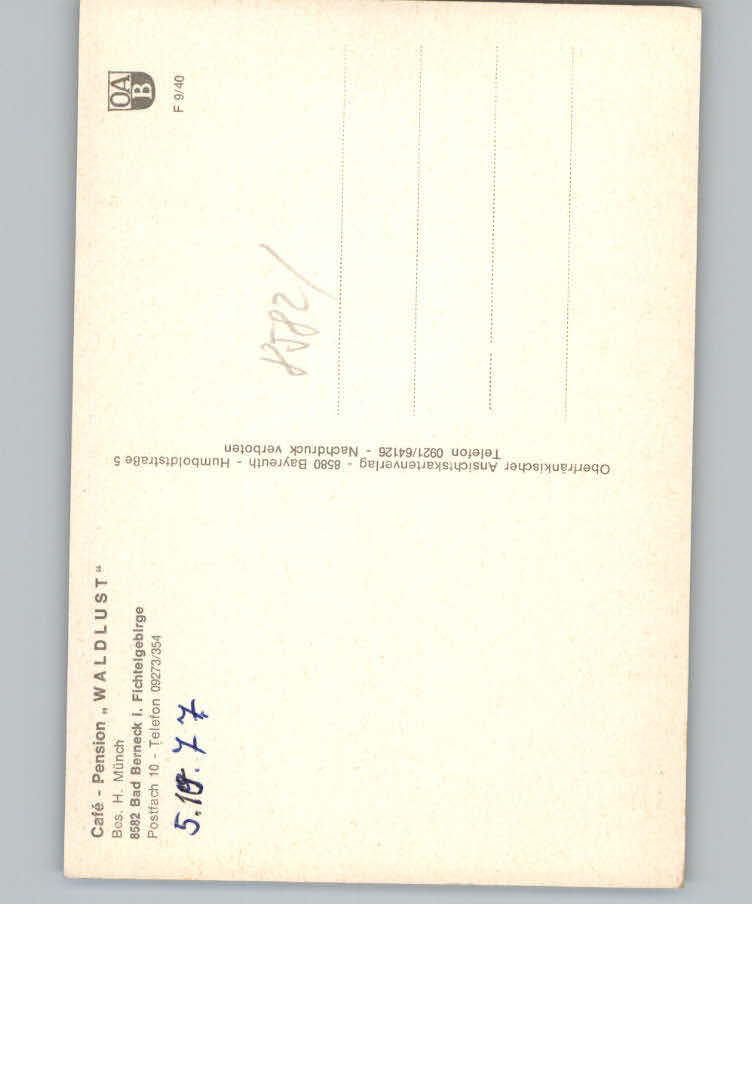 Café - Pension „WALDLUST“
Bes. H. Münch
8582 Bad Berneck i. Fichtelgebirge
Postfach 10 - Telefon 09273/354
5.10.77
Oberfränkischer Ansichtskartenverlag - 8580 Bayreuth - Humboldtstraße 5
Telefon 0921/64126 - Nachdruck verboten
OA
B
F 9/40
8582/